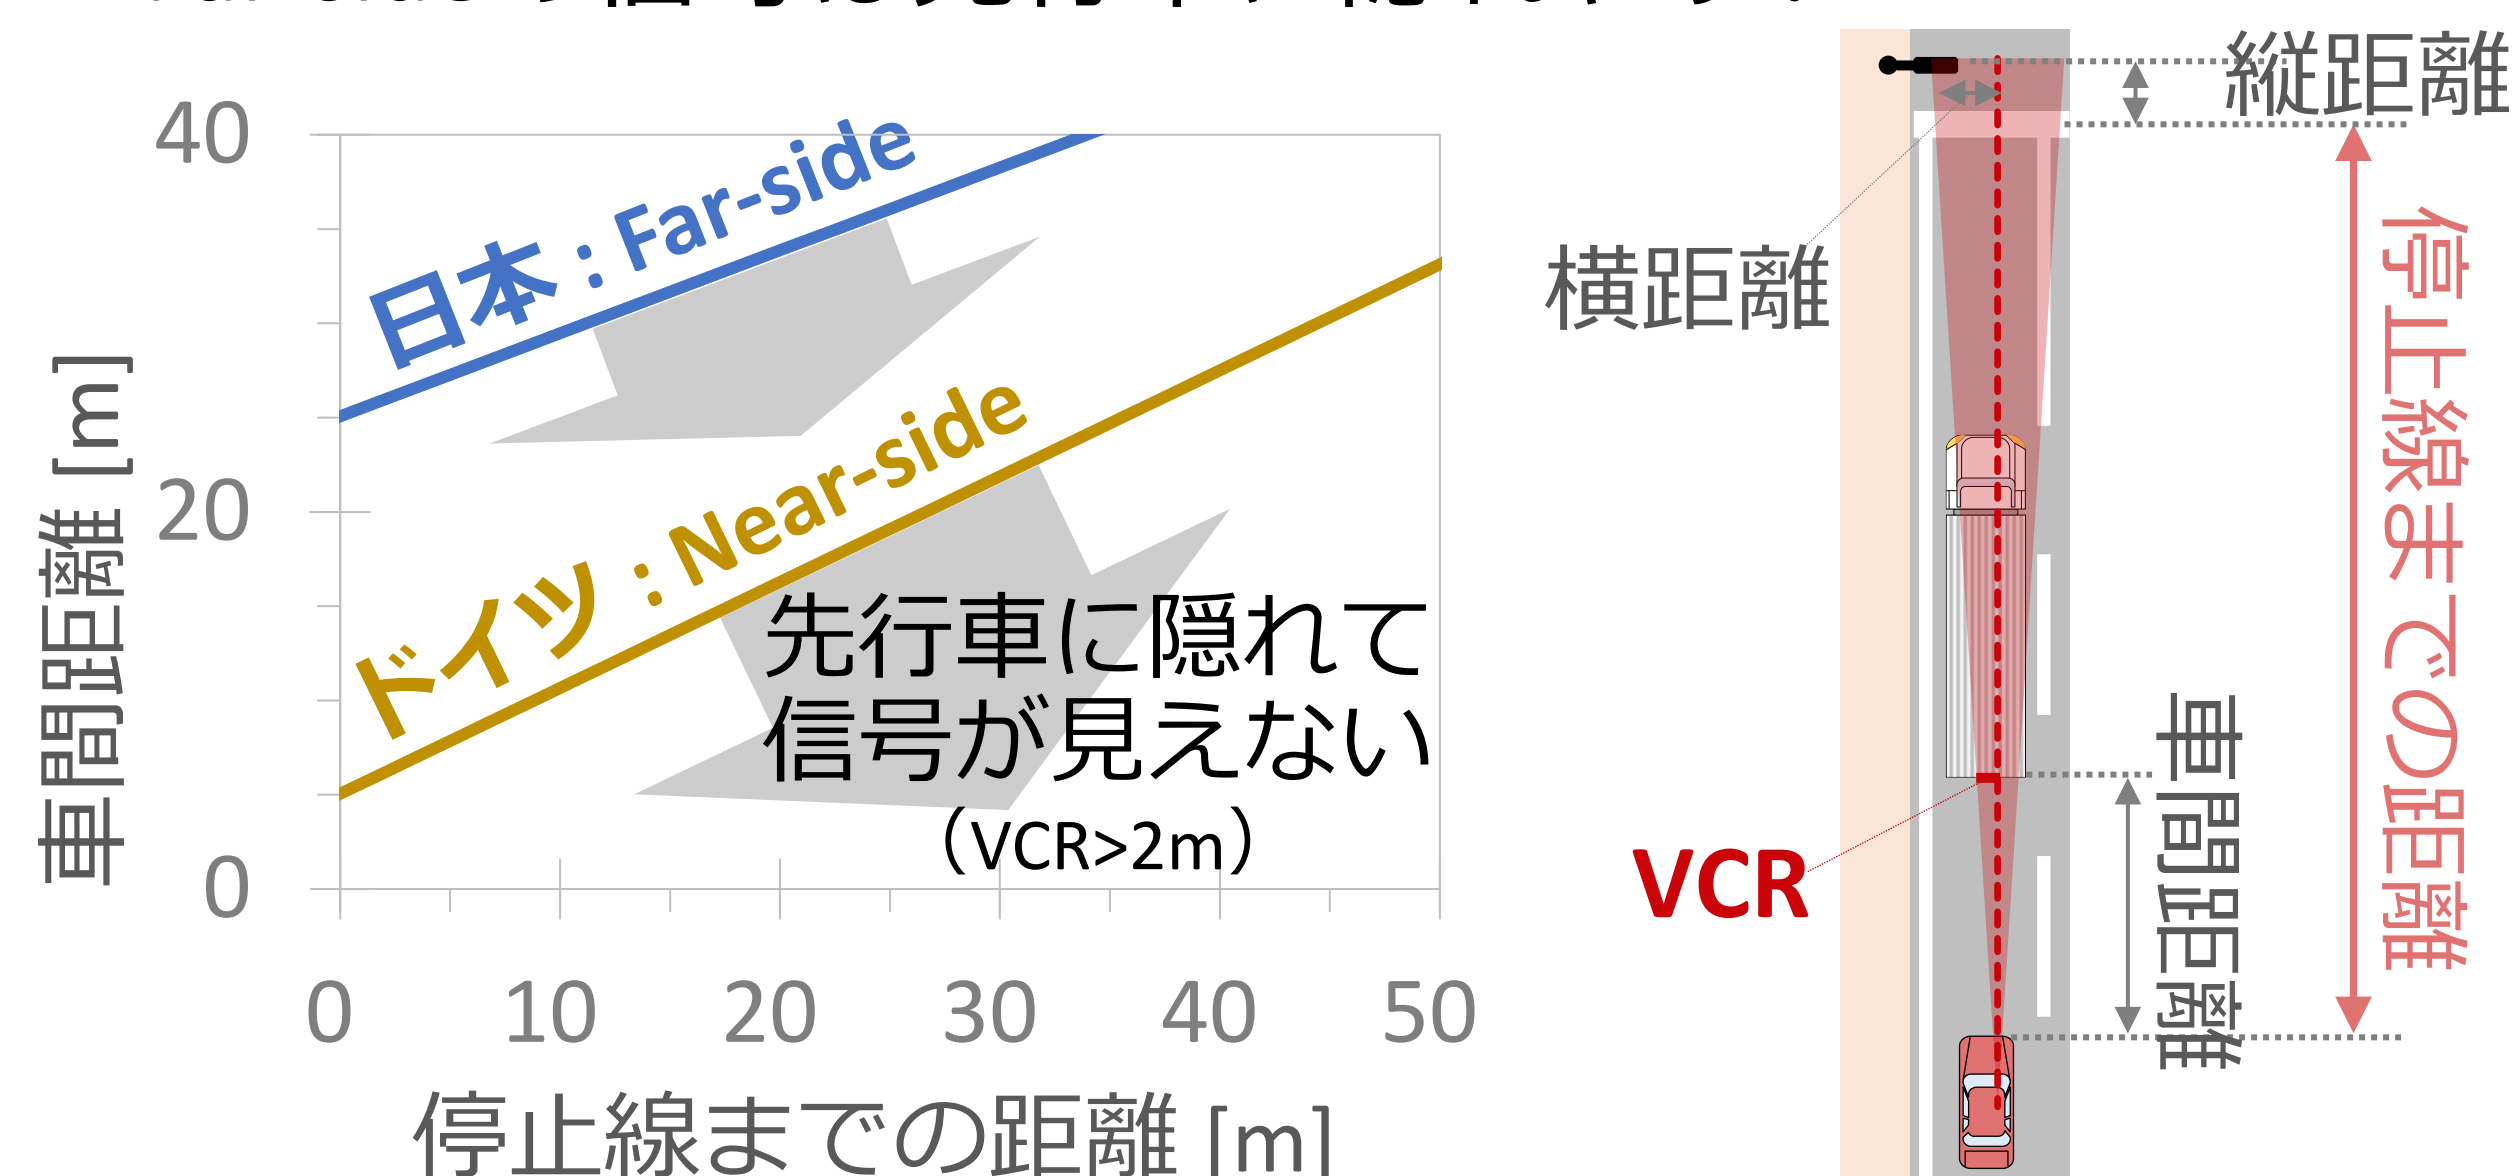 40
20
0
車間距離 [m]
日本：Far-side
ドイツ：Near-side
先行車に隠れて
信号が見えない
（VCR>2m）
0
10
20
30
40
50
停止線までの距離 [m]
縦距離
横距離
停止線までの距離
車間距離
VCR